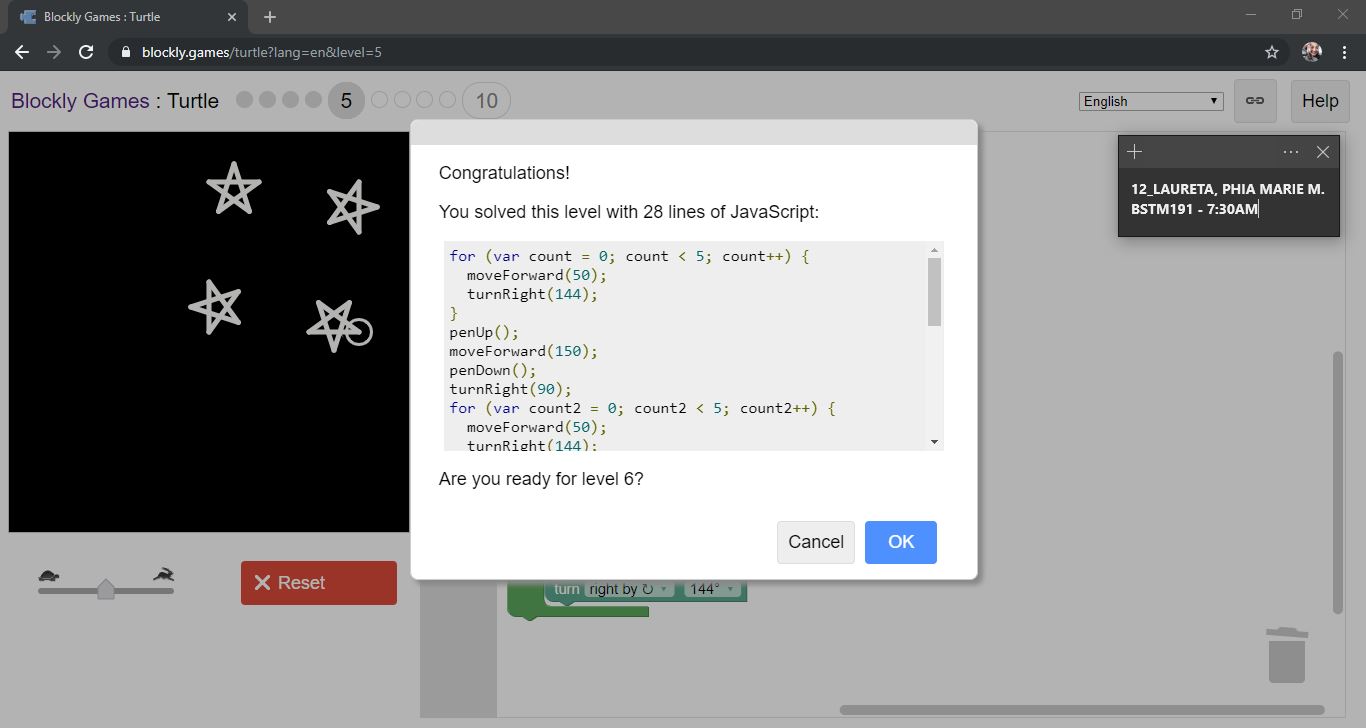 Blockly Games : Turtle
blockly.games/turtle?lang=en&level=5
Blockly Games : Turtle 5 10
English
Help
12_LAURETA, PHIA MARIE M.
BSTM191 - 7:30AM
Congratulations!
You solved this level with 28 lines of JavaScript:
for (var count = 0; count < 5; count++) {
  moveForward(50);
  turnRight(144);
}
penUp();
moveForward(150);
penDown();
turnRight(90);
for (var count2 = 0; count2 < 5; count2++) {
  moveForward(50);
  turnRight(144);
Are you ready for level 6?
Cancel
OK
Reset
turn right by ↻ 144°